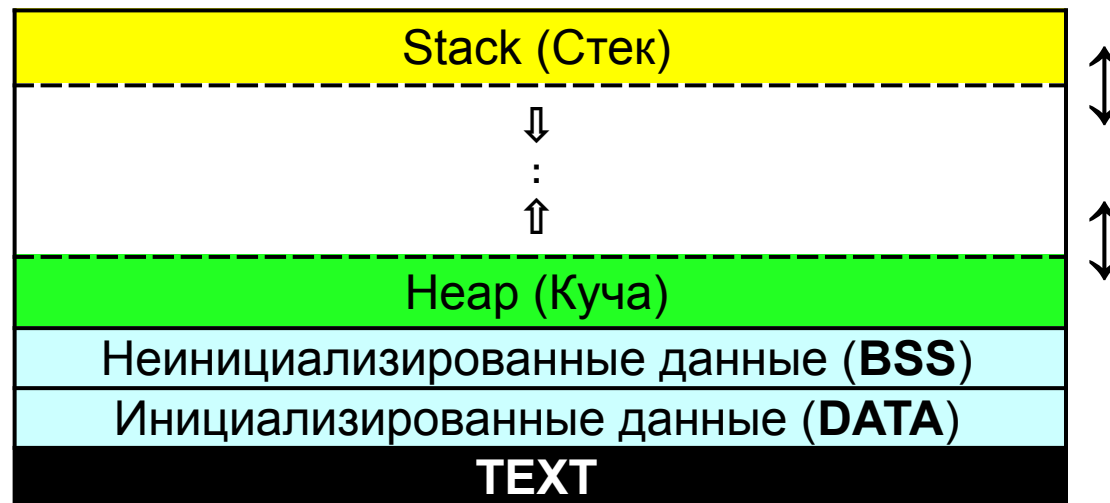 Stack (Стек)
⇩
:
⇧
Heap (Куча)
Неинициализированные данные (BSS)
Инициализированные данные (DATA)
TEXT